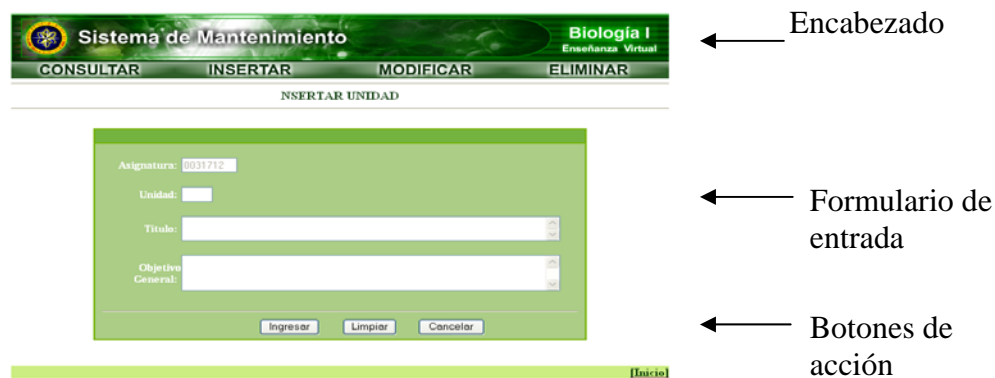 Sistema de Mantenimiento
Biología I
Enseñanza Virtual
CONSULTAR INSERTAR MODIFICAR ELIMINAR
NSERTAR UNIDAD
Asignatura: 0031712
Unidad:
Titulo:
Objetivo
General:
Ingresar Limpiar Cancelar
[Inicio]
Encabezado
Formulario de
entrada
Botones de
acción